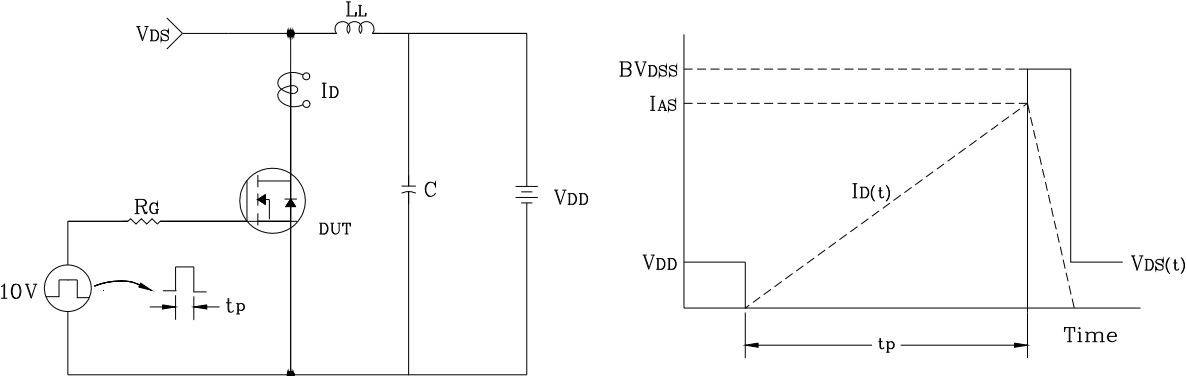 LL
VDS
ID
C
VDD
RG
DUT
10V
tp
BVDSS
IAS
ID(t)
VDD
VDS(t)
Time
tp